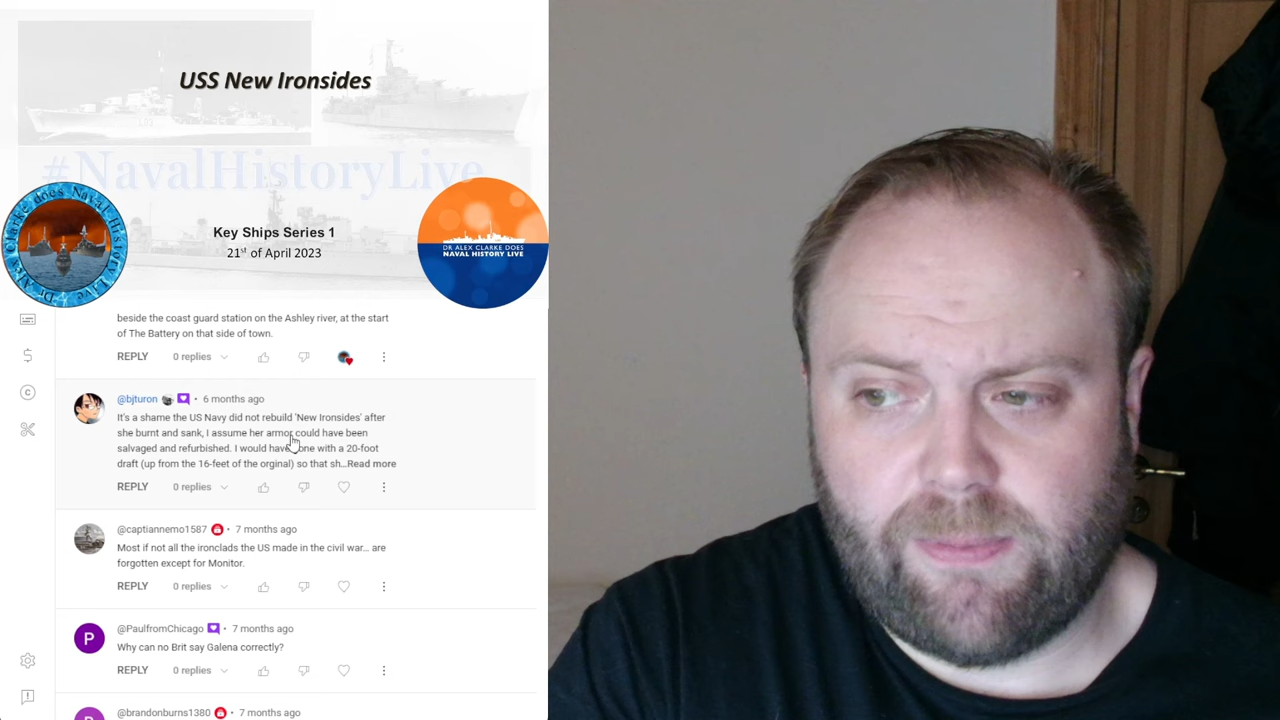 USS New Ironsides
#NavalHistoryLive
Dr Alex Clarke does Naval History Live
Key Ships Series 1
21st of April 2023
DR ALEX CLARKE DOES
NAVAL HISTORY LIVE
beside the coast guard station on the Ashley river, at the start
of The Battery on that side of town.
REPLY 0 replies
@bjturon • 6 months ago
It's a shame the US Navy did not rebuild 'New Ironsides' after
she burnt and sank, I assume her armor could have been
salvaged and refurbished. I would have one with a 20-foot
draft (up from the 16-feet of the orginal) so that sh...Read more
REPLY 0 replies
@captiannemo1587 • 7 months ago
Most if not all the ironclads the US made in the civil war... are
forgotten except for Monitor.
REPLY 0 replies
P
@PaulfromChicago • 7 months ago
Why can no Brit say Galena correctly?
REPLY 0 replies
@brandonburns1380 • 7 months ago